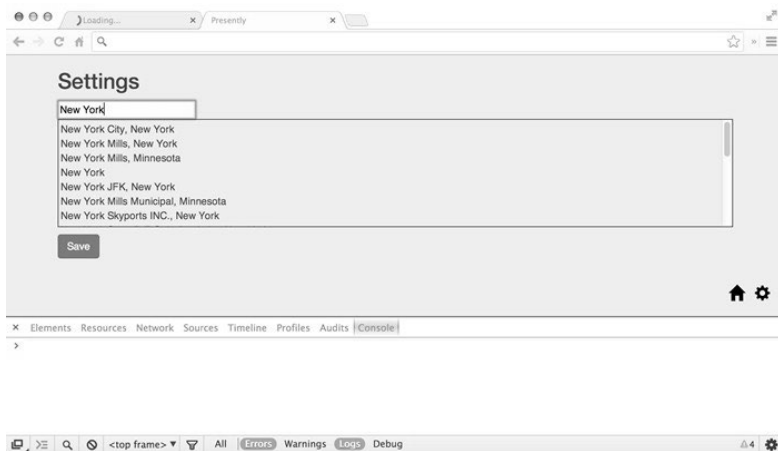 Loading... Presently
Settings
New York
New York City, New York
New York Mills, New York
New York Mills, Minnesota
New York
New York JFK, New York
New York Mills Municipal, Minnesota
New York Skyports INC., New York
Save
Elements Resources Network Sources Timeline Profiles Audits Console
<top frame> All Errors Warnings Logs Debug 4